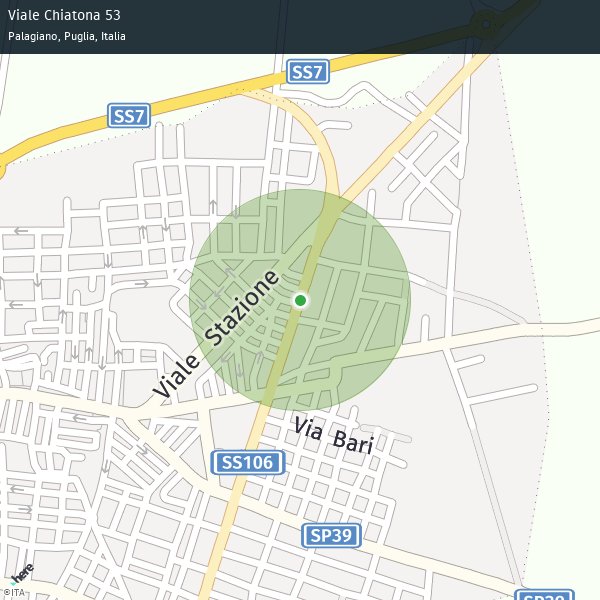 Viale Chiatona 53
Palagiano, Puglia, Italia
SS7
SS7
Viale Stazione
Via Bari
SS106
SP39
SP39
here
©ITA